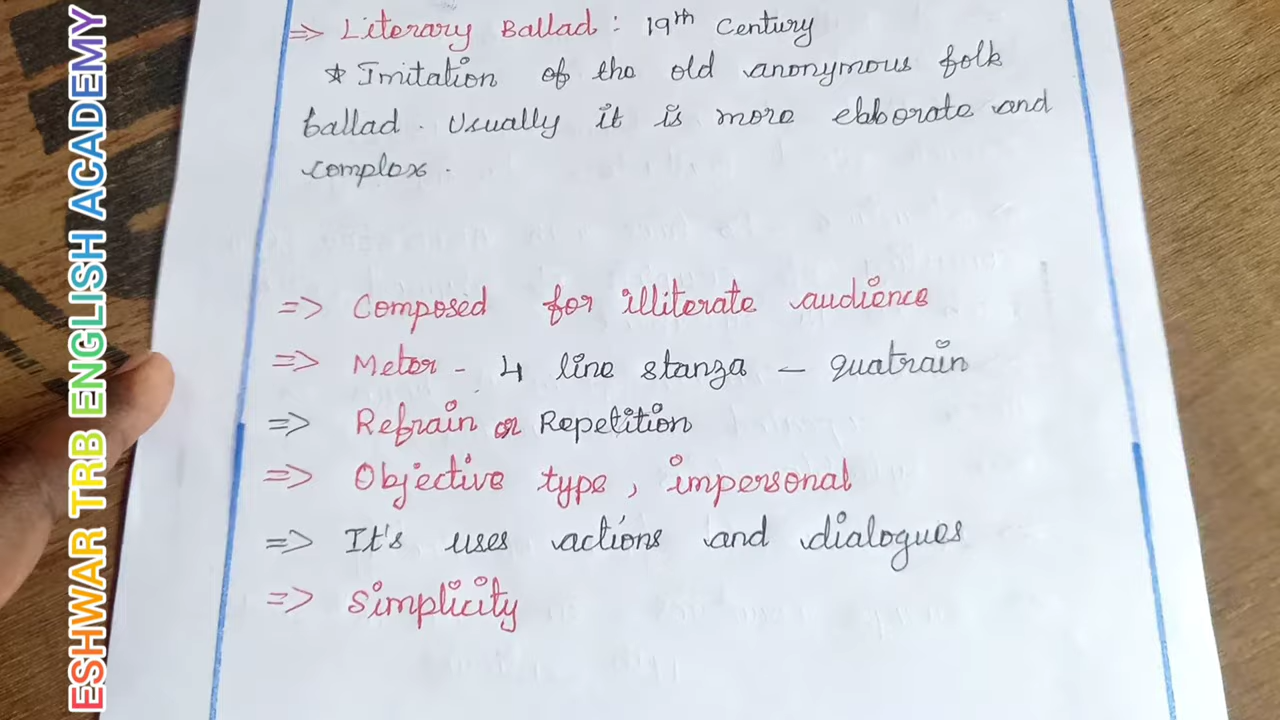 ESHWAR TRB ENGLISH ACADEMY
=> Literary Ballad : 19th Century
* Imitation of the old anonymous folk
ballad. Usually it is more ebborate and
complex.
=> Composed for illiterate audience
=> Meter - 4 line stanza - quatrain
=> Refrain or Repetition
=> Objective type, impersonal
=> It's uses actions and dialogues
=> Simplicity